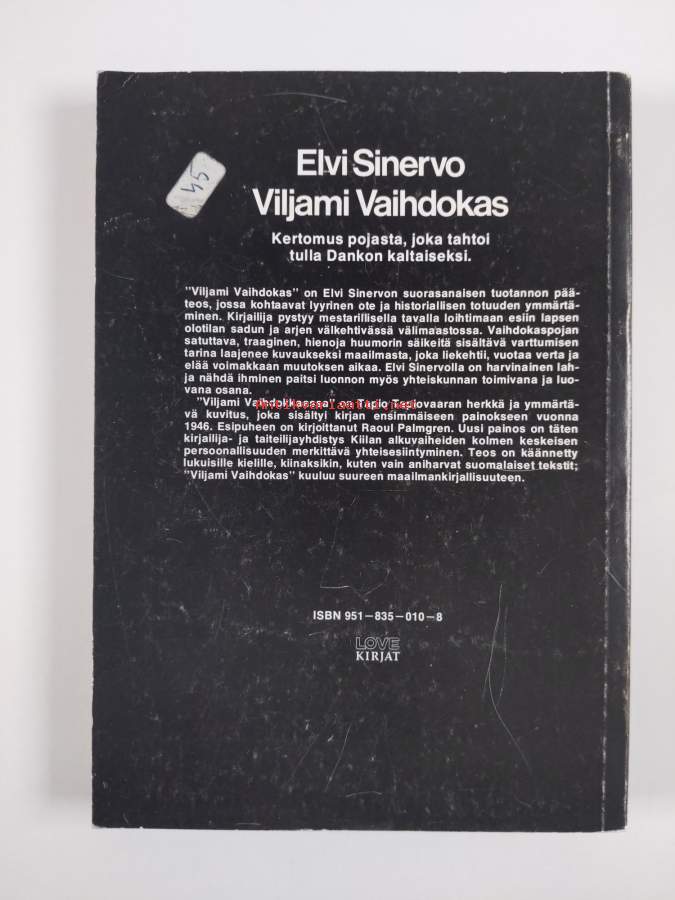 45
Elvi Sinervo
Viljami Vaihdokas
Kertomus pojasta, joka tahtoi
tulla Dankon kaltaiseksi.
"Viljami Vaihdokas" on Elvi Sinervon suorasanaisen tuotannon pää-
teos, jossa kohtaavat lyyrinen ote ja historiallisen totuuden ymmärtä-
minen. Kirjailija pystyy mestarillisella tavalla loihtimaan esiin lapsen
olotilan sadun ja arjen välkehtivässä välimaastossa. Vaihdokaspojan
satuttava, traaginen, hienoja huumorin säikeitä sisältävä varttumisen
tarina laajenee kuvaukseksi maailmasta, joka liekehtii, vuotaa verta ja
elää voimakkaan muutoksen aikaa. Elvi Sinervolla on harvinainen lah-
ja nähdä ihminen paitsi luonnon myös yhteiskunnan toimivana ja luo-
vana osana.
"Viljami Vaihdokkaassa" on Tapio Tapiovaaran herkkä ja ymmärtä-
vä kuvitus, joka sisältyi kirjan ensimmäiseen painokseen vuonna
1946. Esipuheen on kirjoittanut Raoul Palmgren. Uusi painos on täten
kirjailija- ja taiteilijayhdistys Kiilan alkuvaiheiden kolmen keskeisen
persoonallisuuden merkittävä yhteisesiintyminen. Teos on käännetty
lukuisille kielille, kiinaksikin, kuten vain aniharvat suomalaiset tekstit;
"Viljami Vaihdokas" kuuluu suureen maailmankirjallisuuteen.
ISBN 951-835-010-8
LOVE
KIRJAT